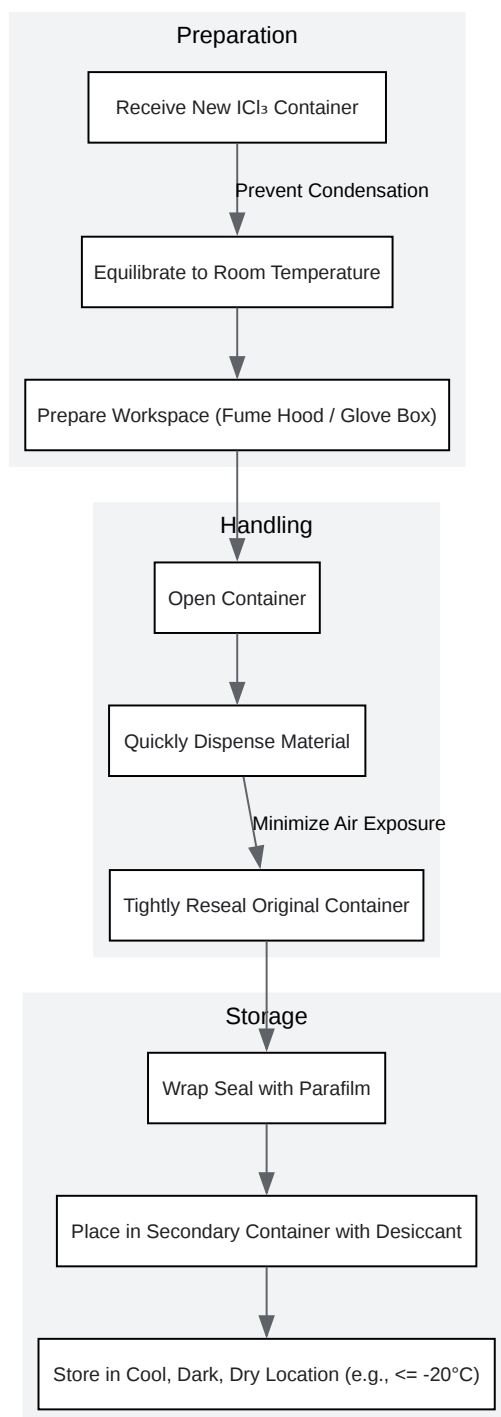 Preparation
Receive New ICl₃ Container
Prevent Condensation
Equilibrate to Room Temperature
Prepare Workspace (Fume Hood / Glove Box)
Handling
Open Container
Quickly Dispense Material
Minimize Air Exposure
Tightly Reseal Original Container
Storage
Wrap Seal with Parafilm
Place in Secondary Container with Desiccant
Store in Cool, Dark, Dry Location (e.g., <= -20°C)